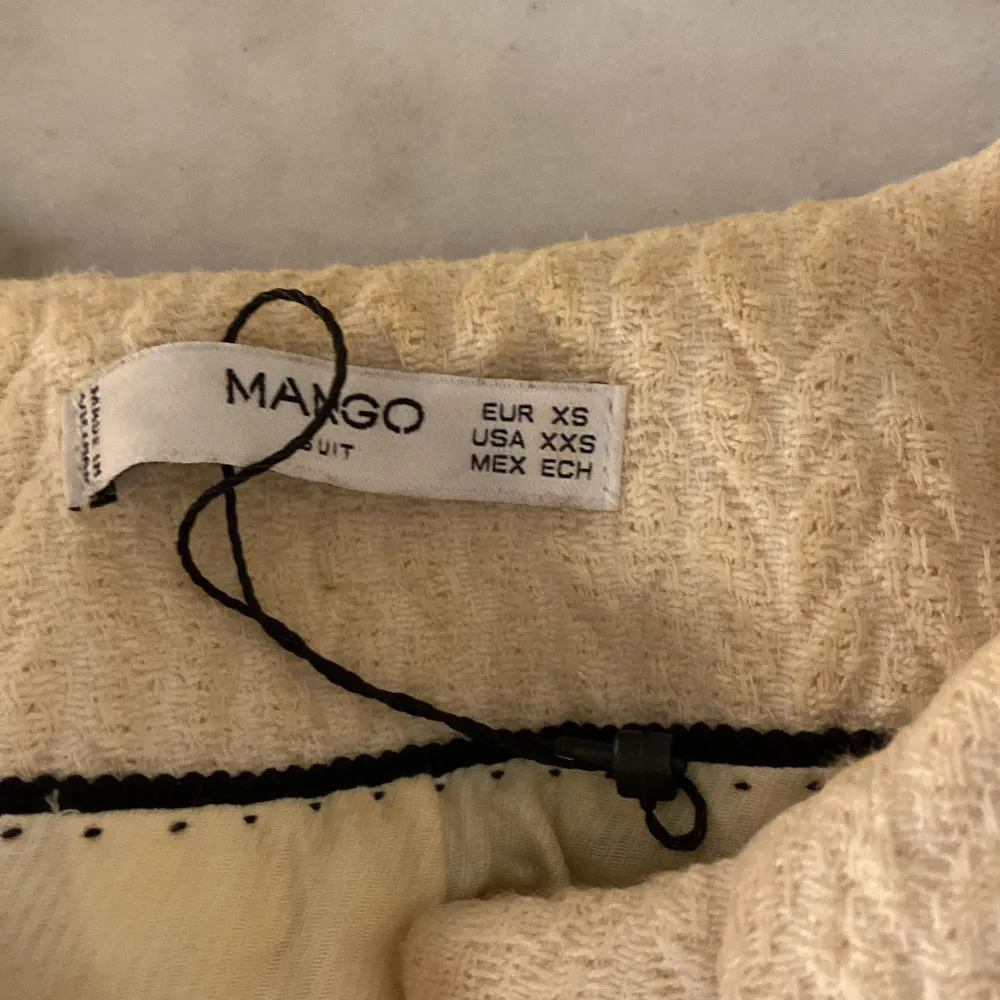 MANGO
SUIT
EUR XS
USA XXS
MEX ECH